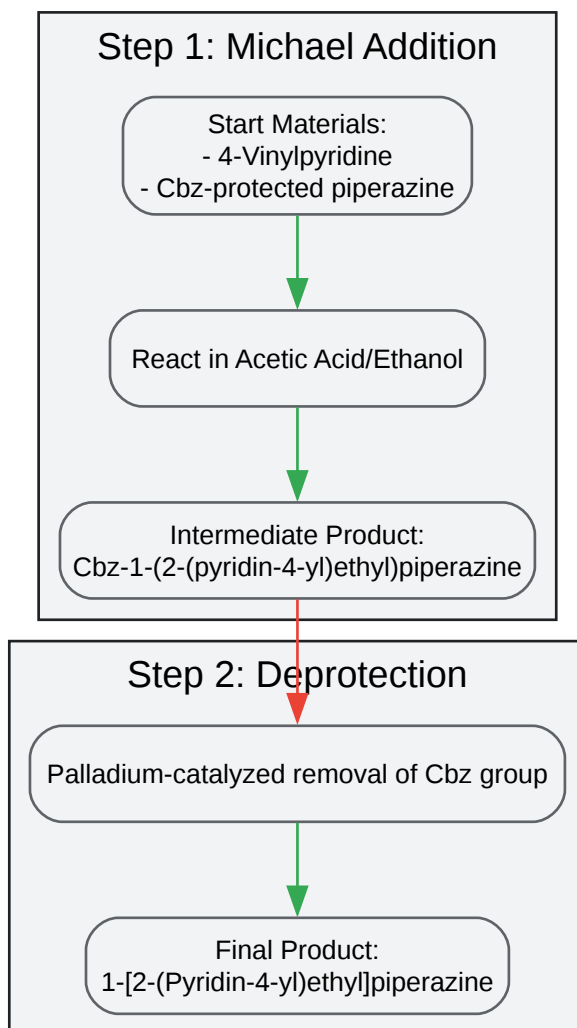 Step 1: Michael Addition
Start Materials:
- 4-Vinylpyridine
- Cbz-protected piperazine
React in Acetic Acid/Ethanol
Intermediate Product:
Cbz-1-(2-(pyridin-4-yl)ethyl)piperazine
Step 2: Deprotection
Palladium-catalyzed removal of Cbz group
Final Product:
1-[2-(Pyridin-4-yl)ethyl]piperazine